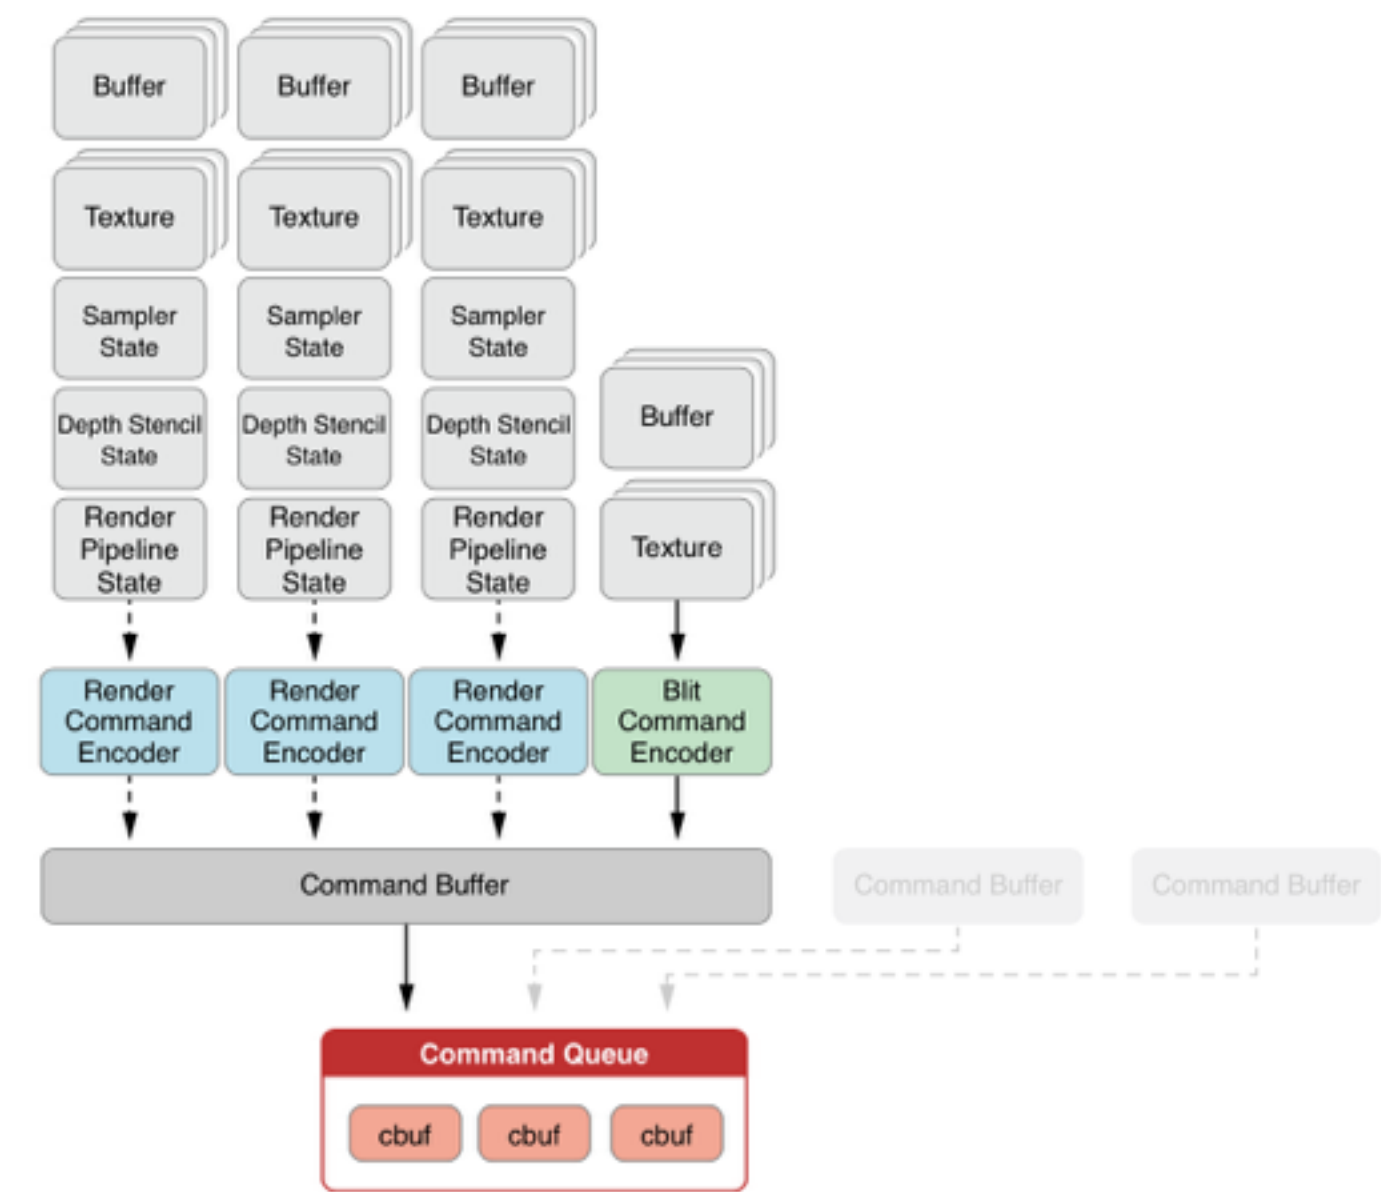 Buffer
Buffer
Buffer
Texture
Texture
Texture
Sampler
State
Sampler
State
Sampler
State
Depth Stencil
State
Depth Stencil
State
Depth Stencil
State
Buffer
Render
Pipeline
State
Render
Pipeline
State
Render
Pipeline
State
Texture
Render
Command
Encoder
Render
Command
Encoder
Render
Command
Encoder
Blit
Command
Encoder
Command Buffer
Command Buffer
Command Buffer
Command Queue
cbuf
cbuf
cbuf